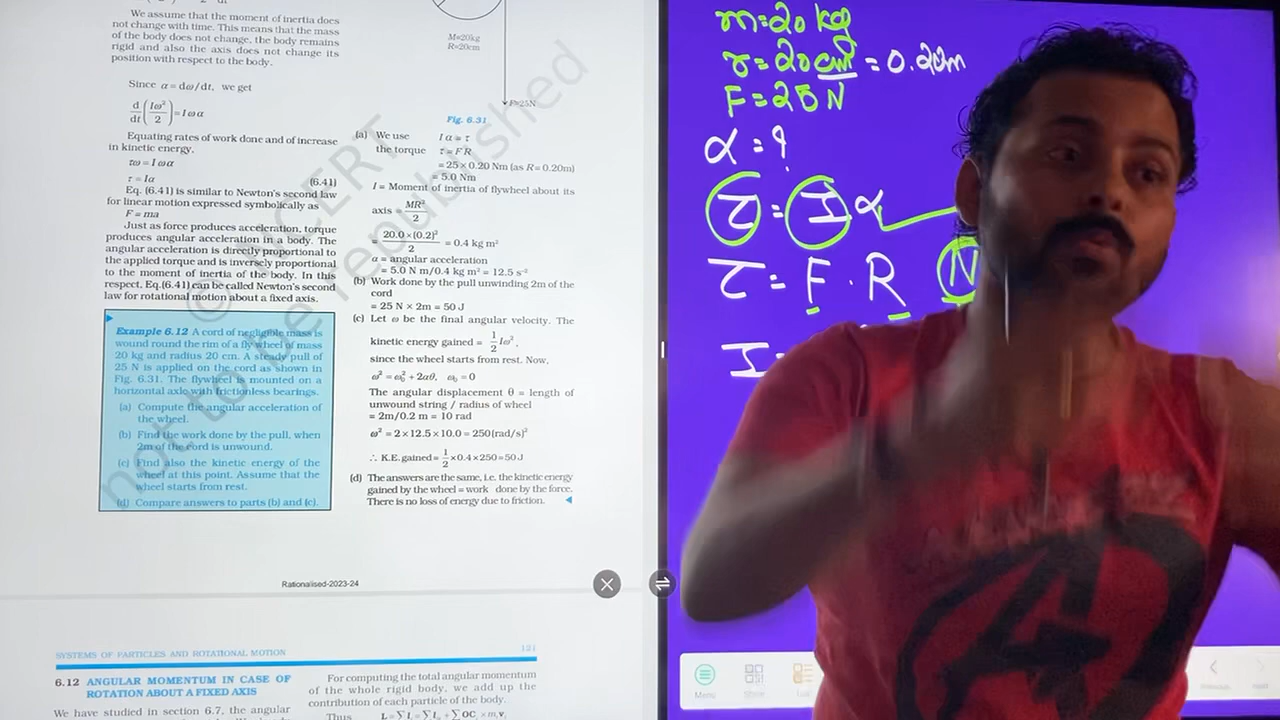 We assume that the moment of inertia does
not change with time. This means that the mass
of the body does not change, the body remains
rigid and also the axis does not change its
position with respect to the body.
Since α = dω/dt, we get
d/dt (Iω²/2) = I ω α
Equating rates of work done and of increase
in kinetic energy,
τω = I ω α
τ = Iα (6.41)
Eq. (6.41) is similar to Newton's second law
for linear motion expressed symbolically as
F = ma
Just as force produces acceleration, torque
produces angular acceleration in a body. The
angular acceleration is directly proportional to
the applied torque and is inversely proportional
to the moment of inertia of the body. In this
respect, Eq.(6.41) can be called Newton's second
law for rotational motion about a fixed axis.
Example 6.12 A cord of negligible mass is
wound round the rim of a fly wheel of mass
20 kg and radius 20 cm. A steady pull of
25 N is applied on the cord as shown in
Fig. 6.31. The flywheel is mounted on a
horizontal axle with frictionless bearings.
(a) Compute the angular acceleration of
the wheel.
(b) Find the work done by the pull, when
2m of the cord is unwound.
(c) Find also the kinetic energy of the
wheel at this point. Assume that the
wheel starts from rest.
(d) Compare answers to parts (b) and (c).
M=20kg
R=20cm
F=25N
Fig. 6.31
(a) We use I α = τ
the torque τ = F R
= 25 × 0.20 Nm (as R = 0.20m)
= 5.0 Nm
I = Moment of inertia of flywheel about its
axis = MR²/2
= 20.0 × (0.2)²/2 = 0.4 kg m²
α = angular acceleration
= 5.0 N m/0.4 kg m² = 12.5 s⁻²
(b) Work done by the pull unwinding 2m of the
cord
= 25 N × 2m = 50 J
(c) Let ω be the final angular velocity. The
kinetic energy gained = 1/2 Iω²,
since the wheel starts from rest. Now,
ω² = ω₀² + 2αθ, ω₀ = 0
The angular displacement θ = length of
unwound string / radius of wheel
= 2m/0.2 m = 10 rad
ω² = 2 × 12.5 × 10.0 = 250 (rad/s)²
∴ K.E. gained = 1/2 × 0.4 × 250 = 50 J
(d) The answers are the same, i.e. the kinetic energy
gained by the wheel = work done by the force.
There is no loss of energy due to friction.
© NCERT
not to be republished
Rationalised-2023-24
SYSTEMS OF PARTICLES AND ROTATIONAL MOTION 121
6.12 ANGULAR MOMENTUM IN CASE OF
ROTATION ABOUT A FIXED AXIS
We have studied in section 6.7, the angular
For computing the total angular momentum
of the whole rigid body, we add up the
contribution of each particle of the body.
Thus
m=20 kg
r=20cm = 0.20m
F=25N
α = ?
τ = I α
τ = F . R N
I =
Menu